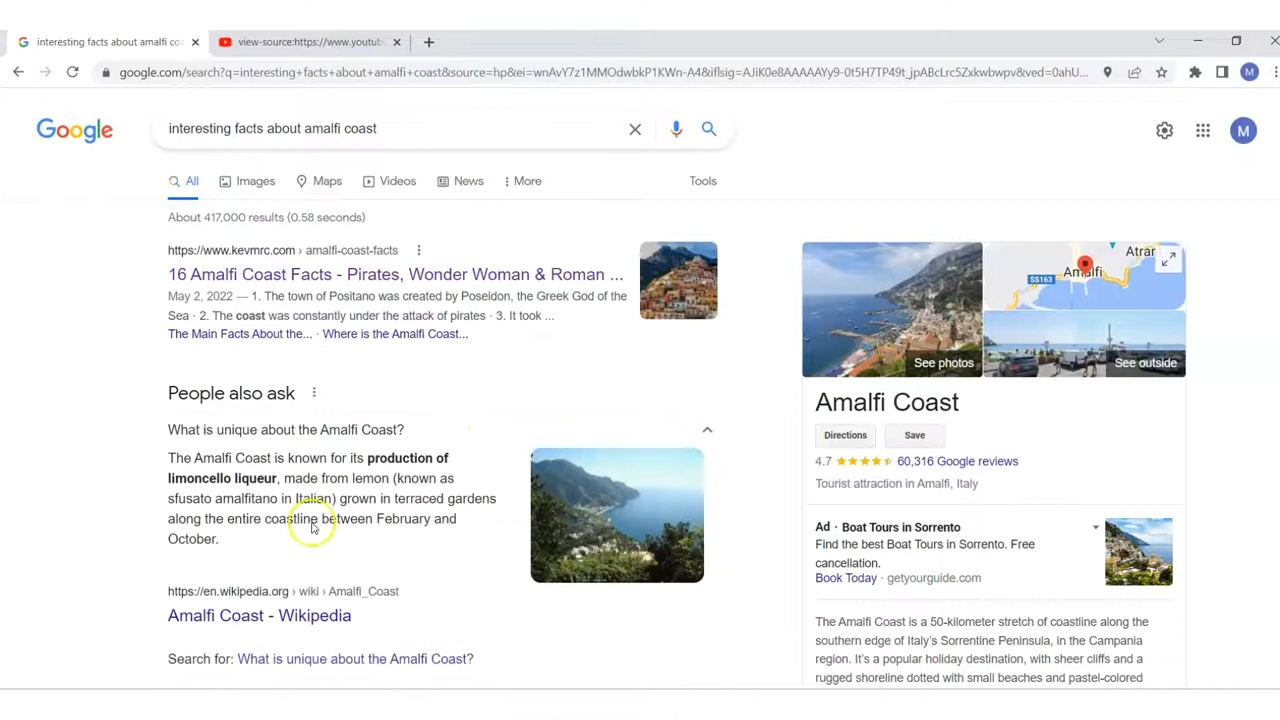 interesting facts about amalfi co
view-source:https://www.youtub
google.com/search?q=interesting+facts+about+amalfi+coast&source=hp&ei=wnAvY7z1MMOdwbkP1KWn-A4&iflsig=AJiK0e8AAAAAYy9-0t5H7TP49t_jpABcLrc5Zxkwbwpv&ved=0ahU...
M
Google
interesting facts about amalfi coast
M
All
Images
Maps
Videos
News
More
Tools
About 417,000 results (0.58 seconds)
https://www.kevmrc.com › amalfi-coast-facts
16 Amalfi Coast Facts - Pirates, Wonder Woman & Roman ...
May 2, 2022 — 1. The town of Positano was created by Poseidon, the Greek God of the
Sea · 2. The coast was constantly under the attack of pirates · 3. It took ...
The Main Facts About the... · Where is the Amalfi Coast...
People also ask
What is unique about the Amalfi Coast?
The Amalfi Coast is known for its production of
limoncello liqueur, made from lemon (known as
sfusato amalfitano in Italian) grown in terraced gardens
along the entire coastline between February and
October.
https://en.wikipedia.org › wiki › Amalfi_Coast
Amalfi Coast - Wikipedia
Search for: What is unique about the Amalfi Coast?
See photos
Atrar
Amalfi
SS163
See outside
Amalfi Coast
Directions
Save
4.7
60,316 Google reviews
Tourist attraction in Amalfi, Italy
Ad · Boat Tours in Sorrento
Find the best Boat Tours in Sorrento. Free
cancellation.
Book Today · getyourguide.com
The Amalfi Coast is a 50-kilometer stretch of coastline along the
southern edge of Italy's Sorrentine Peninsula, in the Campania
region. It's a popular holiday destination, with sheer cliffs and a
rugged shoreline dotted with small beaches and pastel-colored